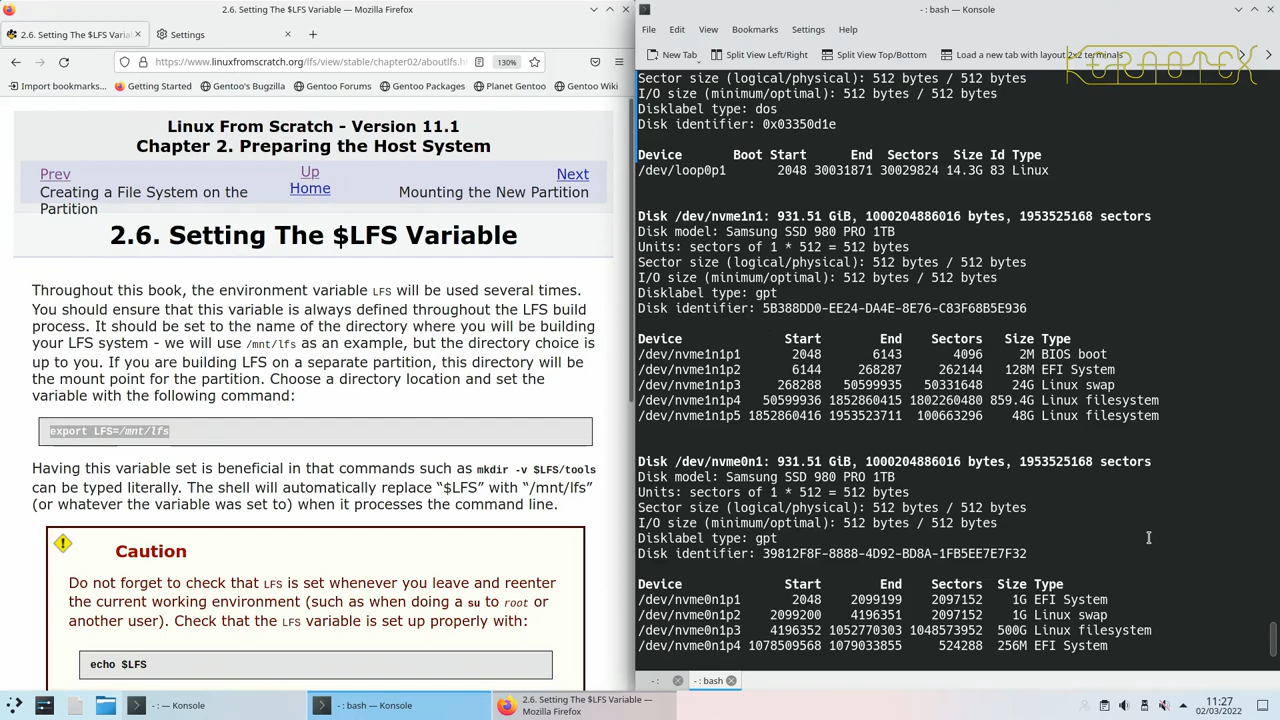 2.6. Setting The $LFS Variable — Mozilla Firefox
2.6. Setting The $LFS Varial
Settings
https://www.linuxfromscratch.org/lfs/view/stable/chapter02/aboutlfs.h
130%
Import bookmarks...
Getting Started
Gentoo's Bugzilla
Gentoo Forums
Gentoo Packages
Planet Gentoo
Gentoo Wiki
Linux From Scratch - Version 11.1
Chapter 2. Preparing the Host System
Prev
Up
Next
Creating a File System on the
Partition
Home
Mounting the New Partition
2.6. Setting The $LFS Variable
Throughout this book, the environment variable LFS will be used several times.
You should ensure that this variable is always defined throughout the LFS build
process. It should be set to the name of the directory where you will be building
your LFS system - we will use /mnt/lfs as an example, but the directory choice is
up to you. If you are building LFS on a separate partition, this directory will be
the mount point for the partition. Choose a directory location and set the
variable with the following command:
export LFS=/mnt/lfs
Having this variable set is beneficial in that commands such as mkdir -v $LFS/tools
can be typed literally. The shell will automatically replace “$LFS” with “/mnt/lfs”
(or whatever the variable was set to) when it processes the command line.
Caution
Do not forget to check that LFS is set whenever you leave and reenter
the current working environment (such as when doing a su to root or
another user). Check that the LFS variable is set up properly with:
echo $LFS
- : bash — Konsole
File Edit View Bookmarks Settings Help
New Tab
Split View Left/Right
Split View Top/Bottom
Load a new tab with layout 2x2 terminals
KERNOTEX
Sector size (logical/physical): 512 bytes / 512 bytes
I/O size (minimum/optimal): 512 bytes / 512 bytes
Disklabel type: dos
Disk identifier: 0x03350d1e
Device Boot Start End Sectors Size Id Type
/dev/loop0p1 2048 30031871 30029824 14.3G 83 Linux
Disk /dev/nvme1n1: 931.51 GiB, 1000204886016 bytes, 1953525168 sectors
Disk model: Samsung SSD 980 PRO 1TB
Units: sectors of 1 * 512 = 512 bytes
Sector size (logical/physical): 512 bytes / 512 bytes
I/O size (minimum/optimal): 512 bytes / 512 bytes
Disklabel type: gpt
Disk identifier: 5B388DD0-EE24-DA4E-8E76-C83F68B5E936
Device Start End Sectors Size Type
/dev/nvme1n1p1 2048 6143 4096 2M BIOS boot
/dev/nvme1n1p2 6144 268287 262144 128M EFI System
/dev/nvme1n1p3 268288 50599935 50331648 24G Linux swap
/dev/nvme1n1p4 50599936 1852860415 1802260480 859.4G Linux filesystem
/dev/nvme1n1p5 1852860416 1953523711 100663296 48G Linux filesystem
Disk /dev/nvme0n1: 931.51 GiB, 1000204886016 bytes, 1953525168 sectors
Disk model: Samsung SSD 980 PRO 1TB
Units: sectors of 1 * 512 = 512 bytes
Sector size (logical/physical): 512 bytes / 512 bytes
I/O size (minimum/optimal): 512 bytes / 512 bytes
Disklabel type: gpt
Disk identifier: 39812F8F-8888-4D92-BD8A-1FB5EE7E7F32
Device Start End Sectors Size Type
/dev/nvme0n1p1 2048 2099199 2097152 1G EFI System
/dev/nvme0n1p2 2099200 4196351 2097152 1G Linux swap
/dev/nvme0n1p3 4196352 1052770303 1048573952 500G Linux filesystem
/dev/nvme0n1p4 1078509568 1079033855 524288 256M EFI System
- :
- : bash
- : — Konsole
- : bash — Konsole
2.6. Setting The $LFS Variable —
Mozilla Firefox
11:27
02/03/2022